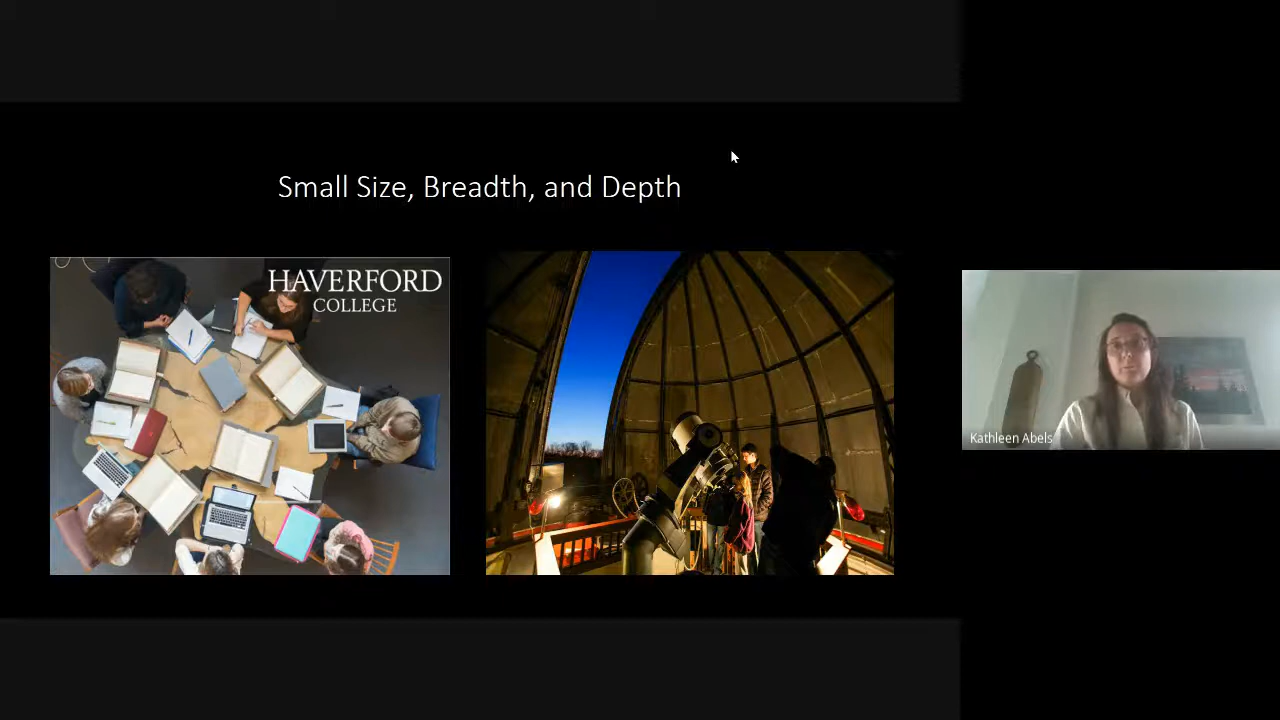 Small Size, Breadth, and Depth
HAVERFORD
COLLEGE
Kathleen Abels